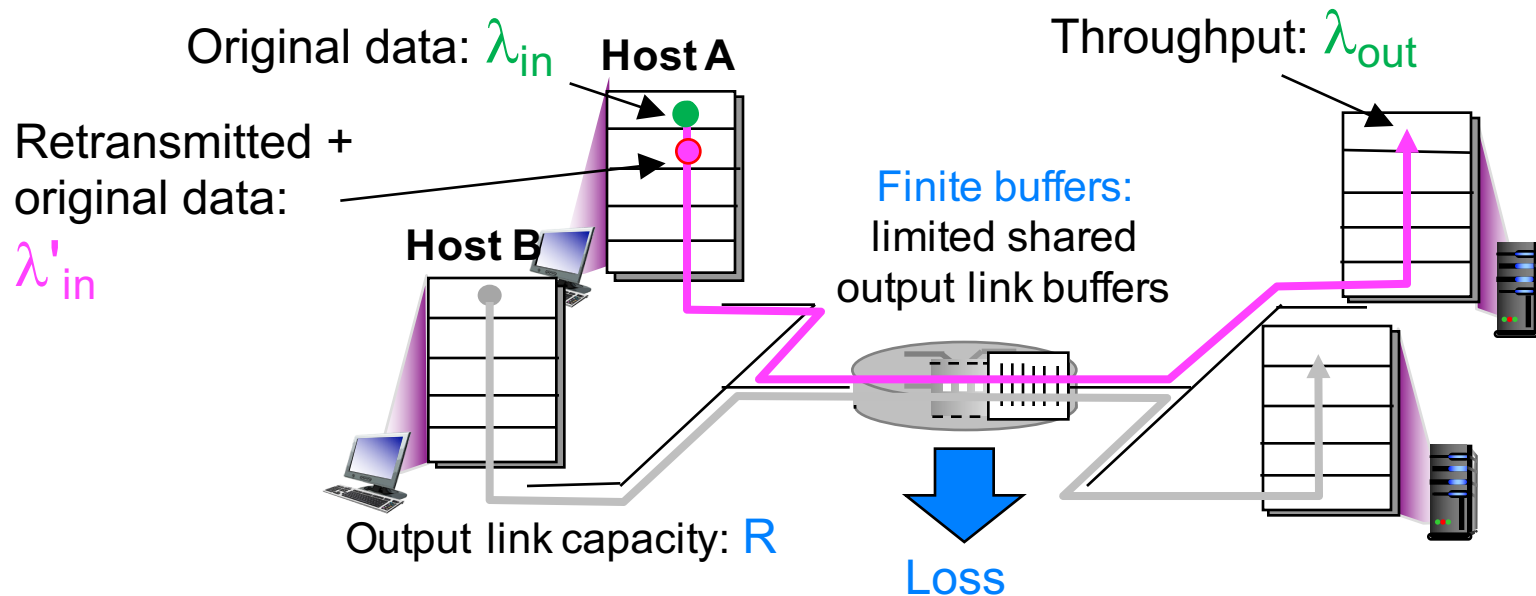 Original data: λin
Host A
Throughput: λout
Retransmitted +
original data:
λ'in
Host B
Finite buffers:
limited shared
output link buffers
Output link capacity: R
Loss